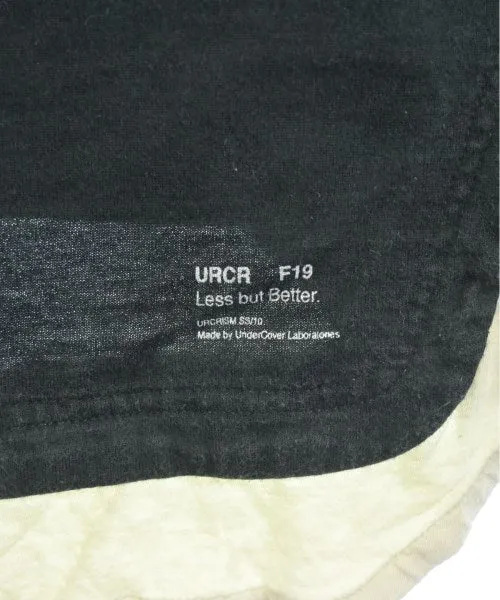 URCR F19
Less but Better.
URCRISM SS/10
Made by UnderCover Laboratories